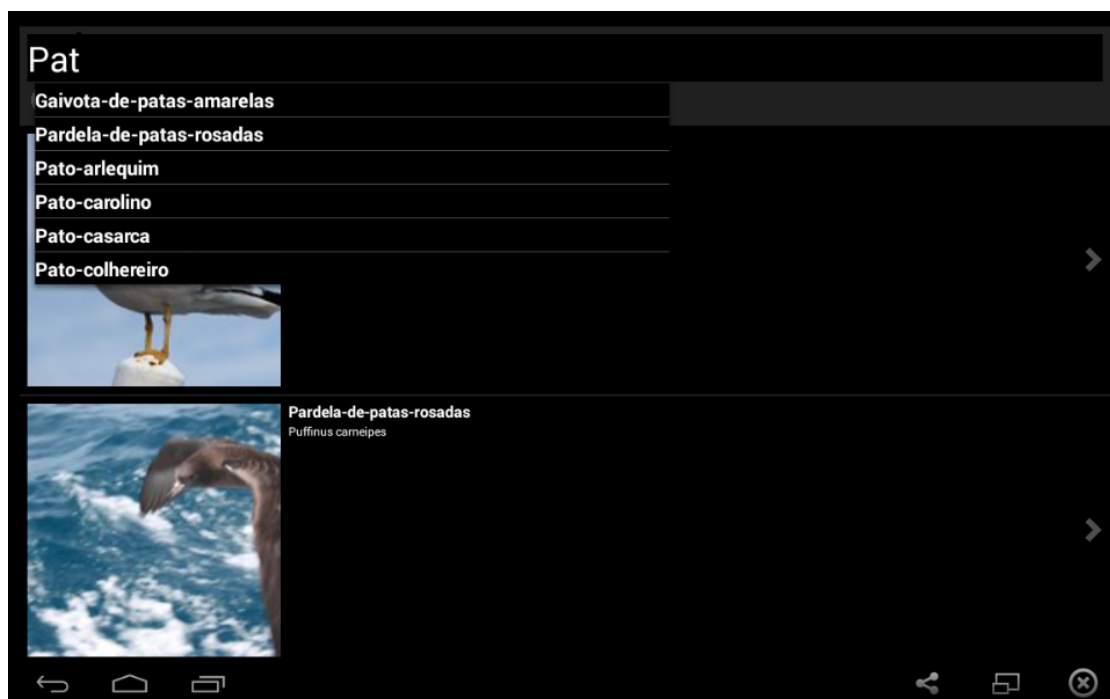 Pat
Gaivota-de-patas-amarelas
Pardela-de-patas-rosadas
Pato-arlequim
Pato-carolino
Pato-casarca
Pato-colhereiro
Pardela-de-patas-rosadas
Puffinus carneipes